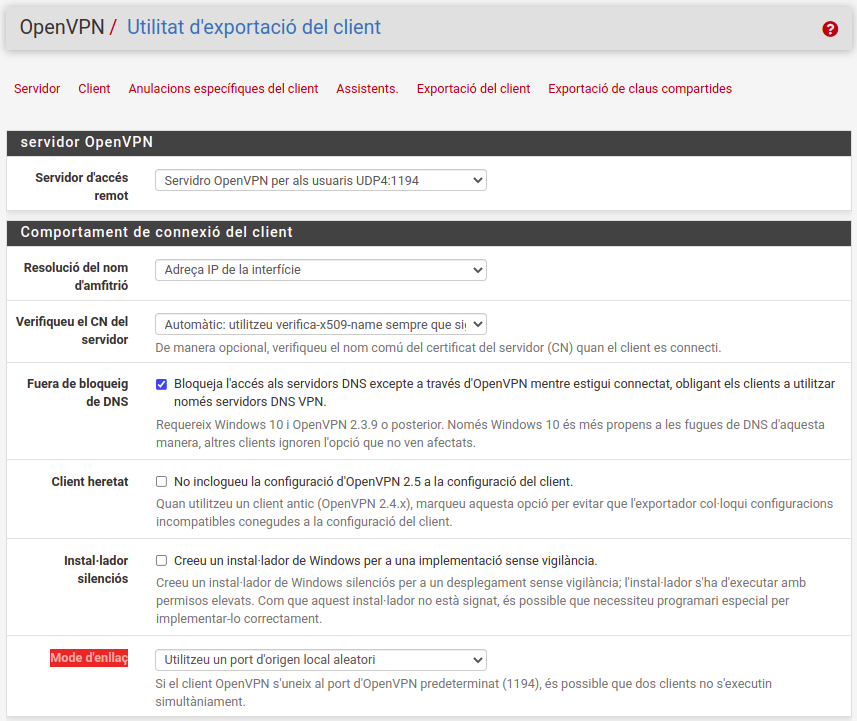 OpenVPN / Utilitat d'exportació del client
?
Servidor Client Anulacions específiques del client Assistents. Exportació del client Exportació de claus compartides
servidor OpenVPN
Servidor d'accés
remot
Servidro OpenVPN per als usuaris UDP4:1194
Comportament de connexió del client
Resolució del nom
d'amfitrió
Adreça IP de la interfície
Verifiqueu el CN del
servidor
Automàtic: utilitzeu verifica-x509-name sempre que si
De manera opcional, verifiqueu el nom comú del certificat del servidor (CN) quan el client es connecti.
Fuera de bloqueig
de DNS
Bloqueja l'accés als servidors DNS excepte a través d'OpenVPN mentre estigui connectat, obligant els clients a utilitzar
només servidors DNS VPN.
Requereix Windows 10 i OpenVPN 2.3.9 o posterior. Només Windows 10 és més propens a les fugues de DNS d'aquesta
manera, altres clients ignoren l'opció que no ven afectats.
Client heretat
No inclogueu la configuració d'OpenVPN 2.5 a la configuració del client.
Quan utilitzeu un client antic (OpenVPN 2.4.x), marqueu aquesta opció per evitar que l'exportador col·loqui configuracions
incompatibles conegudes a la configuració del client.
Instal·lador
silenciós
Creeu un instal·lador de Windows per a una implementació sense vigilància.
Creeu un instal·lador de Windows silenciós per a un desplegament sense vigilància; l'instal·lador s'ha d'executar amb
permisos elevats. Com que aquest instal·lador no està signat, és possible que necessiteu programari especial per
implementar-lo correctament.
Mode d'enllaç
Utilitzeu un port d'origen local aleatori
Si el client OpenVPN s'uneix al port d'OpenVPN predeterminat (1194), és possible que dos clients no s'executin
simultàniament.